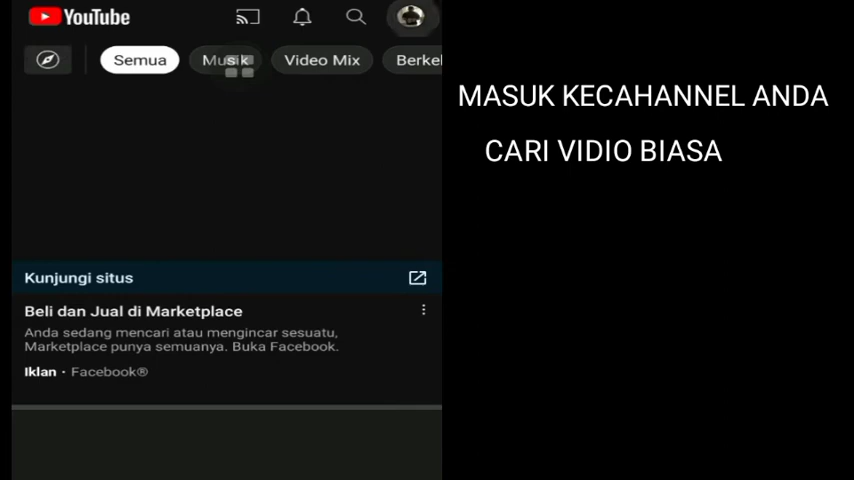 YouTube
Semua Musik Video Mix Berkel
MASUK KECAHANNEL ANDA
CARI VIDIO BIASA
Kunjungi situs
Beli dan Jual di Marketplace
Anda sedang mencari atau mengincar sesuatu,
Marketplace punya semuanya. Buka Facebook.
Iklan · Facebook®